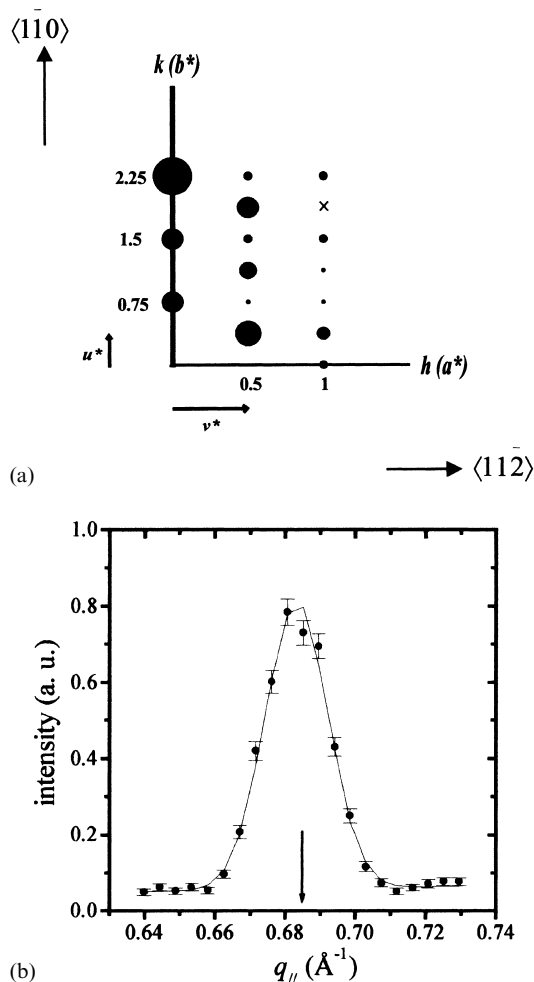 ⟨11̅0⟩
k (b*)
2.25
1.5
0.75
u*
h (a*)
0.5 1
v*
(a)
⟨112̅⟩
1.0
0.8
0.6
0.4
0.2
0.0
intensity (a. u.)
0.64 0.66 0.68 0.70 0.72 0.74
q// (Å⁻¹)
(b)